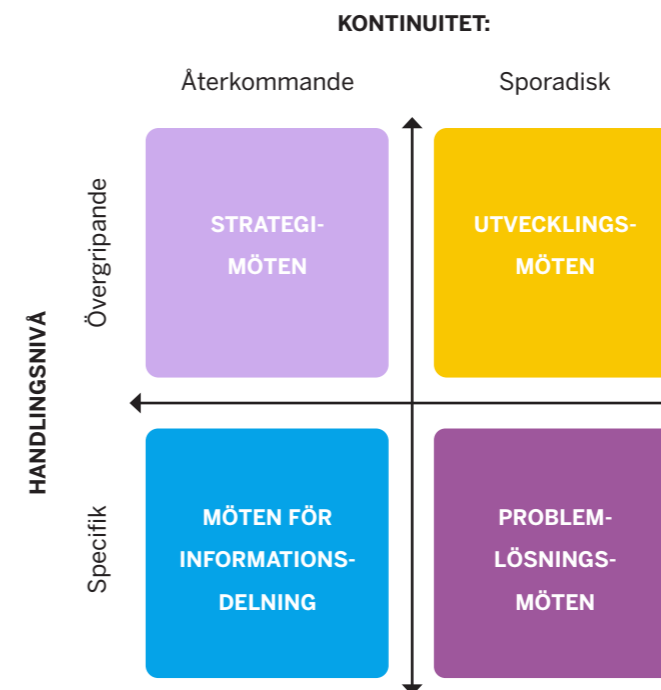 KONTINUITET:
Återkommande
Sporadisk
HANDLINGSNIVÅ
Övergripande
STRATEGI-
MÖTEN
UTVECKLINGS-
MÖTEN
Specifik
MÖTEN FÖR
INFORMATIONS-
DELNING
PROBLEM-
LÖSNINGS-
MÖTEN